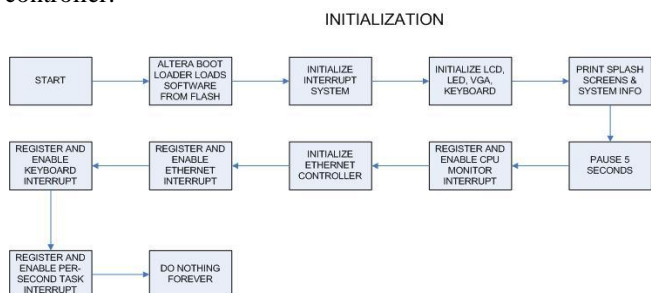 controller.
INITIALIZATION
START
ALTERA BOOT
LOADER LOADS
SOFTWARE
FROM FLASH
INITIALIZE
INTERRUPT
SYSTEM
INITIALIZE LCD,
LED, VGA,
KEYBOARD
PRINT SPLASH
SCREENS &
SYSTEM INFO
PAUSE 5
SECONDS
REGISTER AND
ENABLE CPU
MONITOR
INTERRUPT
INITIALIZE
ETHERNET
CONTROLLER
REGISTER AND
ENABLE
ETHERNET
INTERRUPT
REGISTER AND
ENABLE
KEYBOARD
INTERRUPT
REGISTER AND
ENABLE PER-
SECOND TASK
INTERRUPT
DO NOTHING
FOREVER